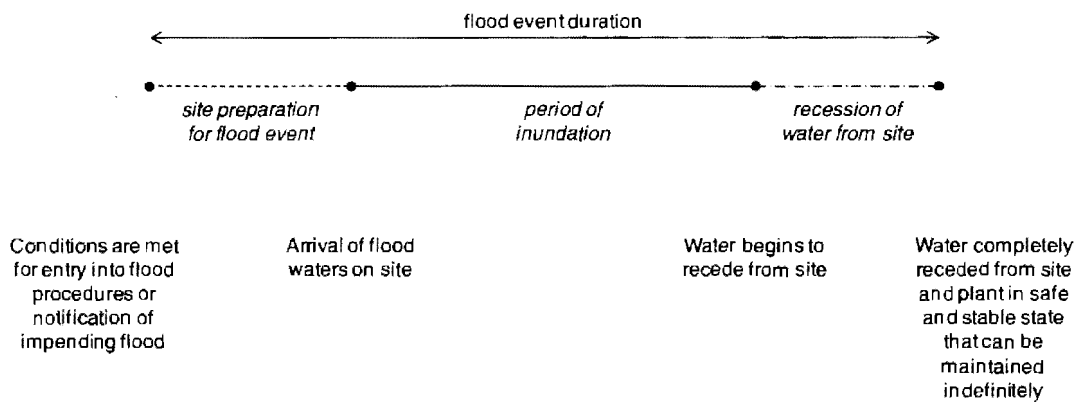 flood event duration
site preparation
for flood event
period of
inundation
recession of
water from site
Conditions are met
for entry into flood
procedures or
notification of
impending flood
Arrival of flood
waters on site
Water begins to
recede from site
Water completely
receded from site
and plant in safe
and stable state
that can be
maintained
indefinitely